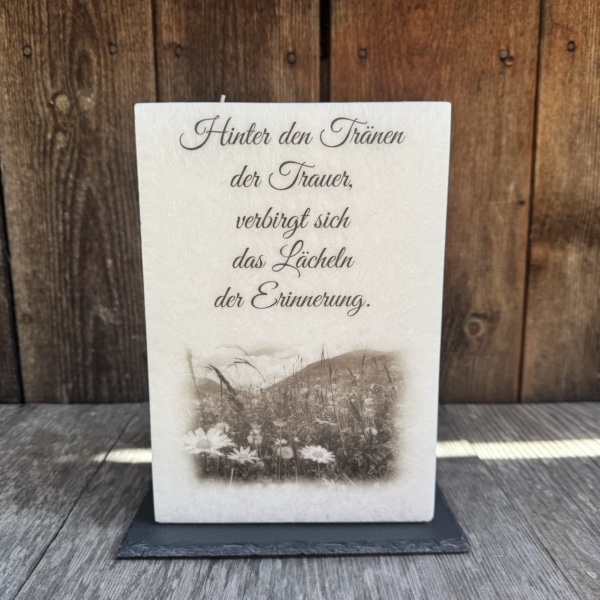 Hinter den Tränen
der Trauer,
verbirgt sich
das Lächeln
der Erinnerung.